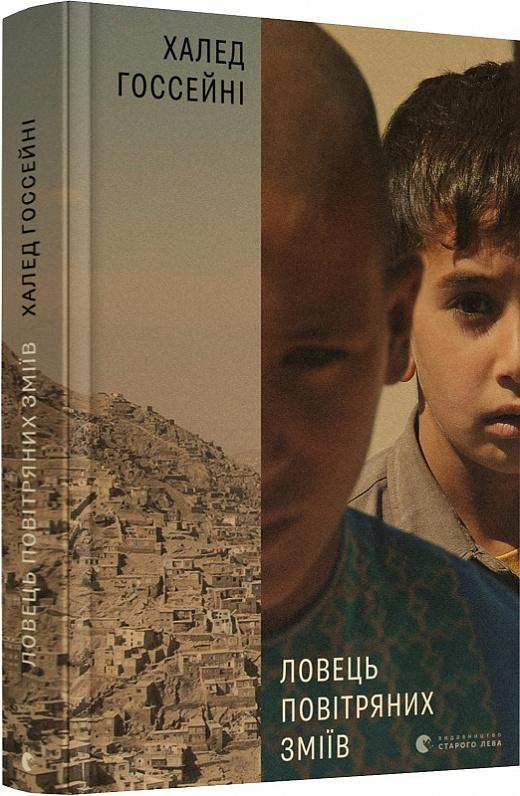 ХАЛЕД
ГОССЕЙНІ
ЛОВЕЦЬ ПОВІТРЯНИХ ЗМІЇВ ХАЛЕД ГОССЕЙНІ
ЛОВЕЦЬ
ПОВІТРЯНИХ
ЗМІЇВ
видавництво
СТАРОГО ЛЕВА